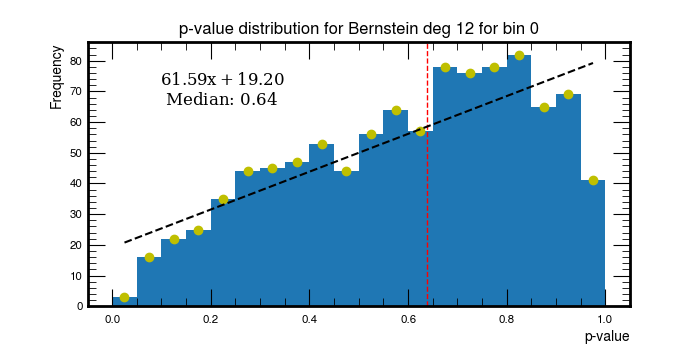 p-value distribution for Bernstein deg 12 for bin 0
Frequency
61.59x + 19.20
Median: 0.64
80
70
60
50
40
30
20
10
0
0.0 0.2 0.4 0.6 0.8 1.0
p-value